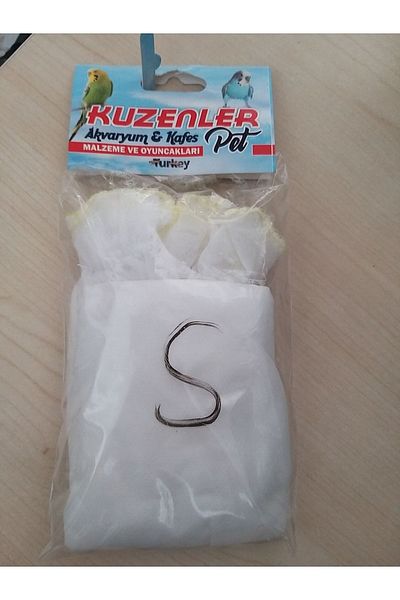 KUZENLER
Akvaryum & Kafes Pet
MALZEME VE OYUNCAKLARI
Turkey
S